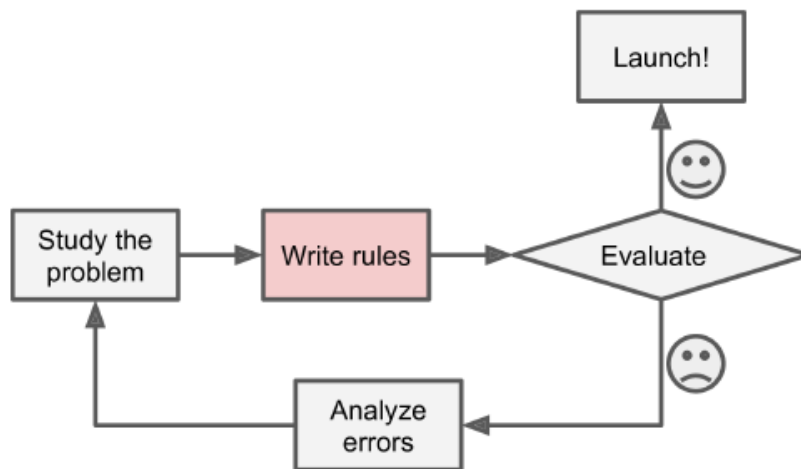 Launch!
Study the
problem
Write rules
Evaluate
Analyze
errors